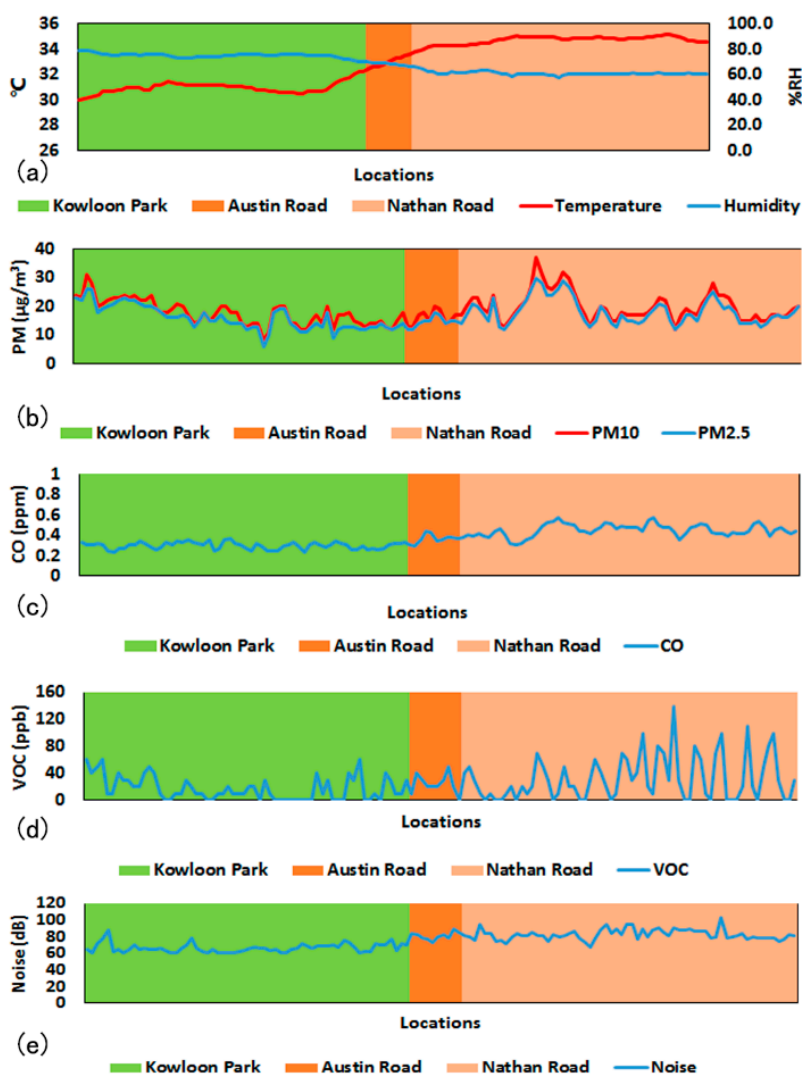 36
34
32
30
28
26
℃
100.0
80.0
60.0
40.0
20.0
0.0
%RH
(a)
Locations
Kowloon Park Austin Road Nathan Road Temperature Humidity
40
30
20
10
0
PM (µg/m³)
Locations
(b)
Kowloon Park Austin Road Nathan Road PM10 PM2.5
1
0.8
0.6
0.4
0.2
0
CO (ppm)
(c)
Locations
Kowloon Park Austin Road Nathan Road CO
160
120
80
40
0
VOC (ppb)
(d)
Locations
Kowloon Park Austin Road Nathan Road VOC
120
100
80
60
40
20
0
Noise (dB)
Locations
(e)
Kowloon Park Austin Road Nathan Road Noise